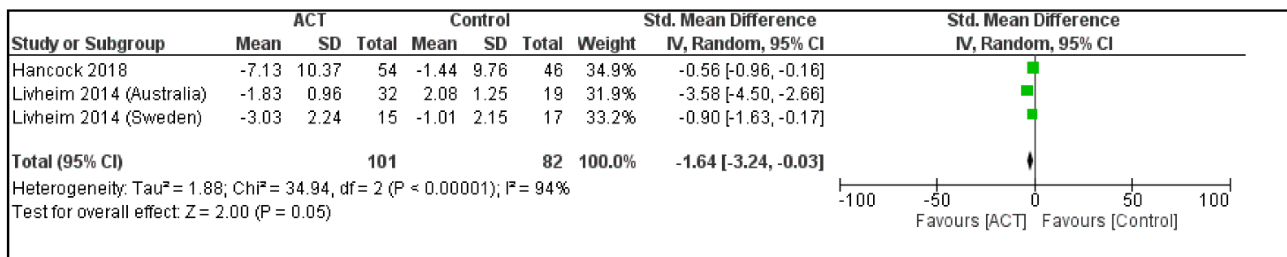 ACT Control Std. Mean Difference Std. Mean Difference
Study or Subgroup Mean SD Total Mean SD Total Weight IV, Random, 95% CI IV, Random, 95% CI
Hancock 2018 -7.13 10.37 54 -1.44 9.76 46 34.9% -0.56 [-0.96, -0.16]
Livheim 2014 (Australia) -1.83 0.96 32 2.08 1.25 19 31.9% -3.58 [-4.50, -2.66]
Livheim 2014 (Sweden) -3.03 2.24 15 -1.01 2.15 17 33.2% -0.90 [-1.63, -0.17]
Total (95% CI) 101 82 100.0% -1.64 [-3.24, -0.03]
Heterogeneity: Tau² = 1.88; Chi² = 34.94, df = 2 (P < 0.00001); I² = 94%
Test for overall effect: Z = 2.00 (P = 0.05)
-100 -50 0 50 100
Favours [ACT] Favours [Control]